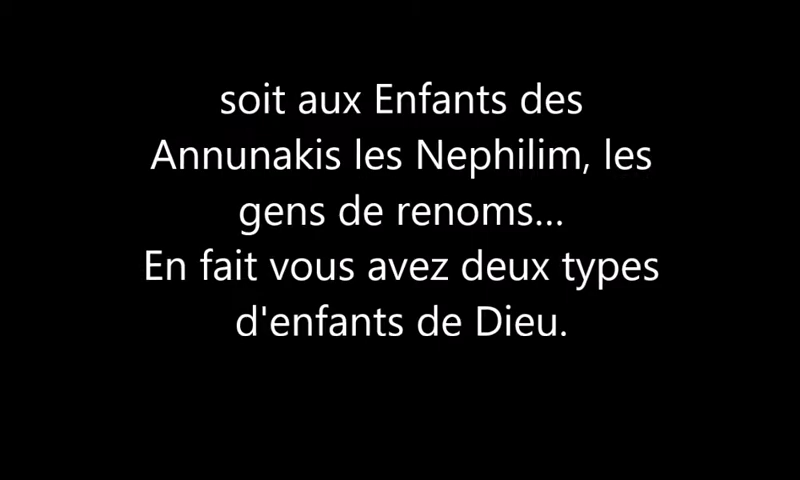 soit aux Enfants des
Annunakis les Nephilim, les
gens de renoms...
En fait vous avez deux types
d'enfants de Dieu.